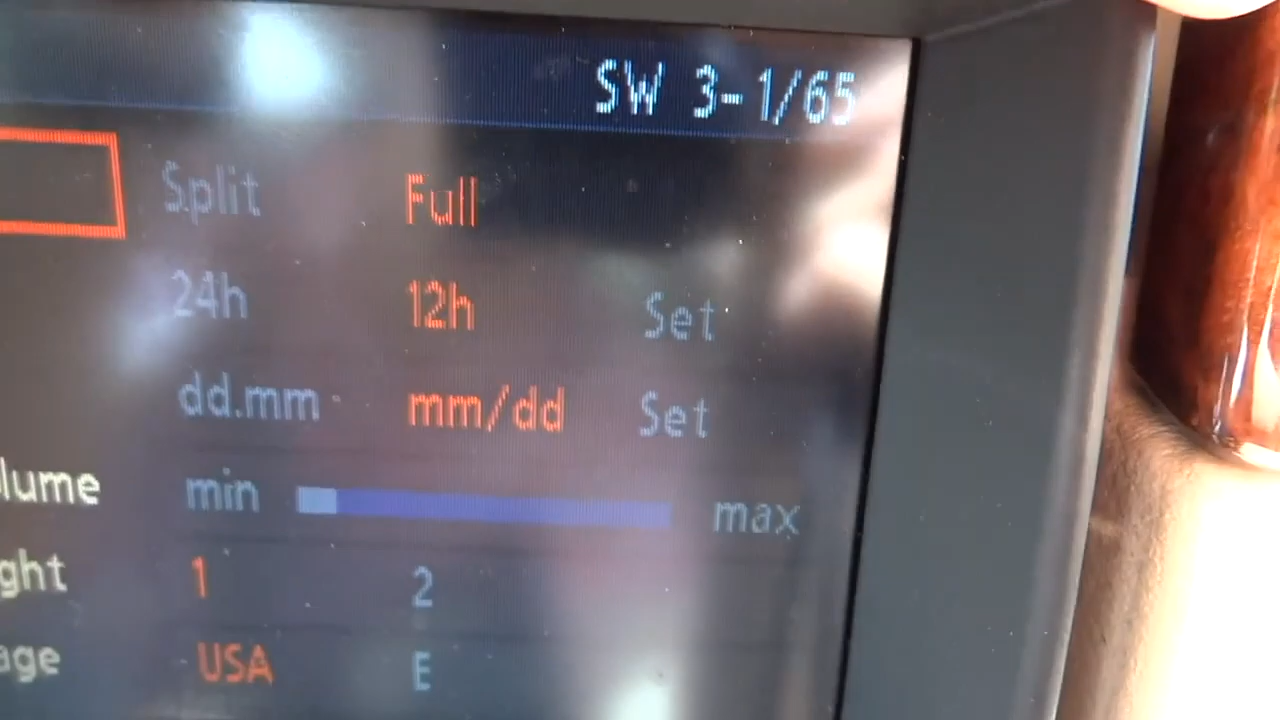 SW 3-1/65
Split Full
24h 12h Set
dd.mm mm/dd Set
lume min max
ght 1 2
age USA E